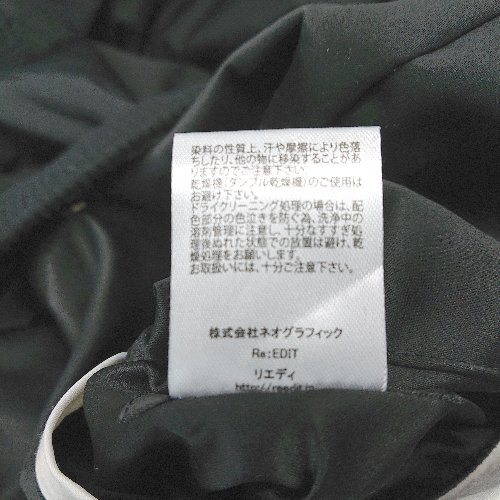 染料の性質上、汗や摩擦により色落
ちしたり、他の物に移染することがあ
りますのでご注意下さい。
乾燥機(タンブル乾燥機)のご使用は
お避け下さい。
ドライクリーニング処理の場合は、配
色部分の色泣きを防ぐ為、洗浄中の
溶剤管理に注意し、十分なすすぎ処
理後ぬれた状態での放置は避け、乾
燥処理をお願いします。
お取扱いには、十分ご注意下さい。
株式会社ネオグラフィック
Re:EDIT
リエディ
http://reedit.jp